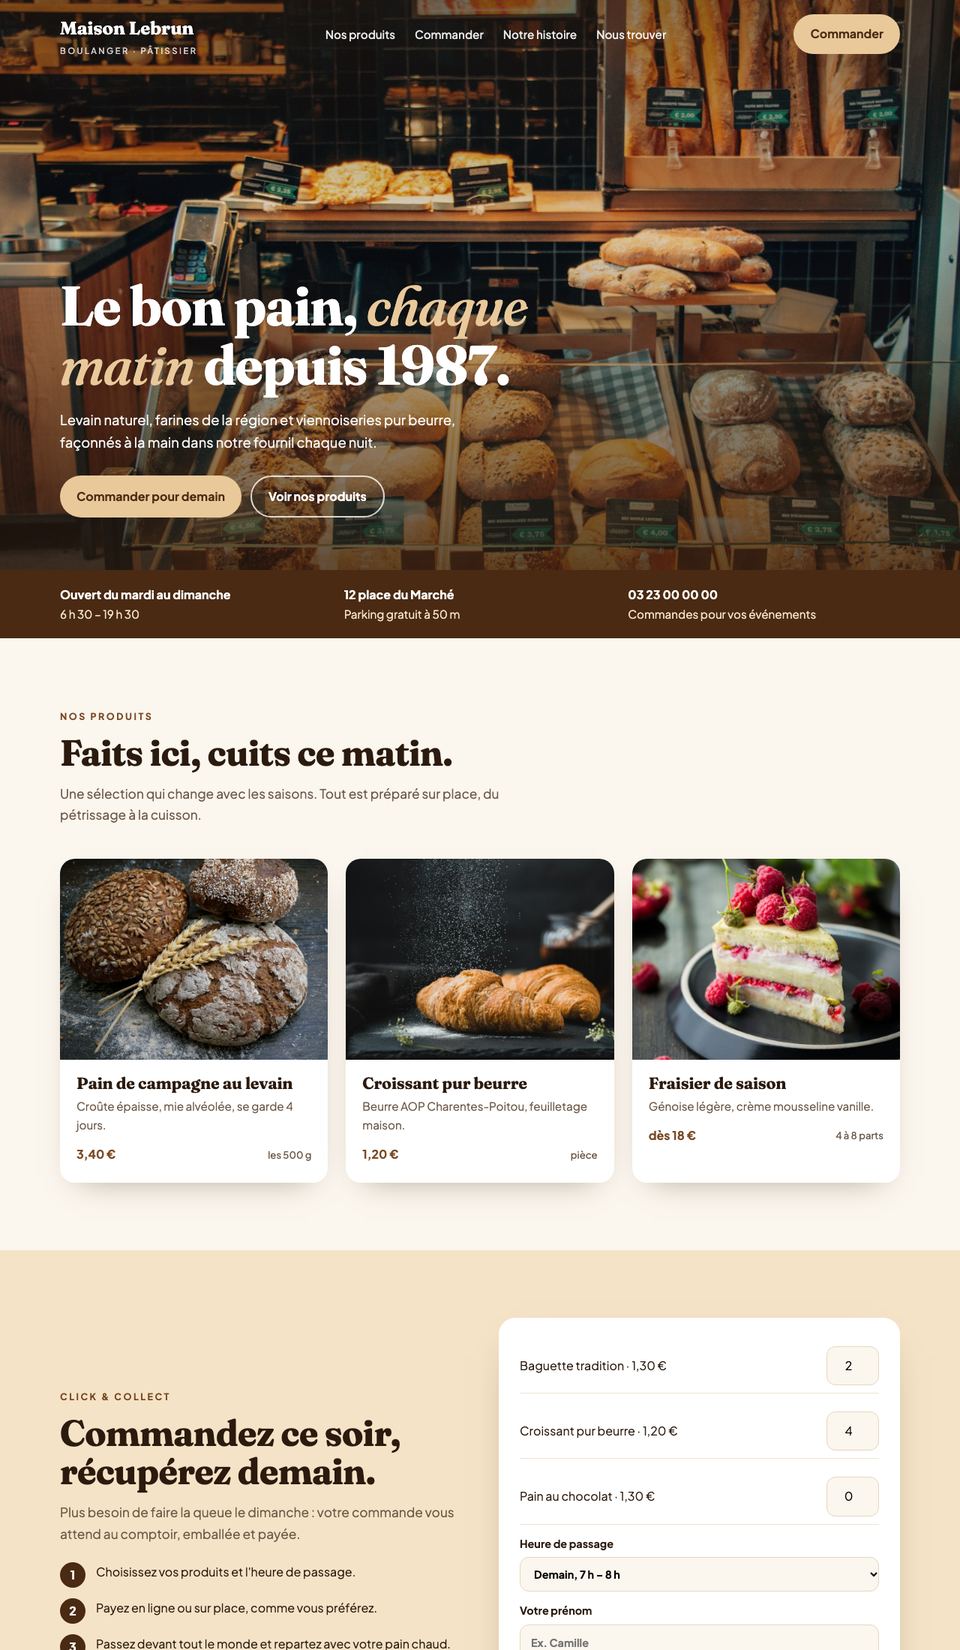 Maison Lebrun
BOULANGER · PÂTISSIER
Nos produits
Commander
Notre histoire
Nous trouver
Commander
€ 2,00
Le bon pain, chaque
matin depuis 1987.
Levain naturel, farines de la région et viennoiseries pur beurre,
façonnés à la main dans notre fournil chaque nuit.
Commander pour demain
Voir nos produits
€ 4,00
Ouvert du mardi au dimanche
6 h 30 – 19 h 30
12 place du Marché
Parking gratuit à 50 m
03 23 00 00 00
Commandes pour vos événements
NOS PRODUITS
Faits ici, cuits ce matin.
Une sélection qui change avec les saisons. Tout est préparé sur place, du
pétrissage à la cuisson.
Pain de campagne au levain
Croûte épaisse, mie alvéolée, se garde 4
jours.
3,40 €
les 500 g
Croissant pur beurre
Beurre AOP Charentes-Poitou, feuilletage
maison.
1,20 €
pièce
Fraisier de saison
Génoise légère, crème mousseline vanille.
dès 18 €
4 à 8 parts
CLICK & COLLECT
Commandez ce soir,
récupérez demain.
Plus besoin de faire la queue le dimanche : votre commande vous
attend au comptoir, emballée et payée.
1 Choisissez vos produits et l'heure de passage.
2 Payez en ligne ou sur place, comme vous préférez.
3 Passez devant tout le monde et repartez avec votre pain chaud.
Baguette tradition · 1,30 €
2
Croissant pur beurre · 1,20 €
4
Pain au chocolat · 1,30 €
0
Heure de passage
Demain, 7 h – 8 h
Votre prénom
Ex. Camille